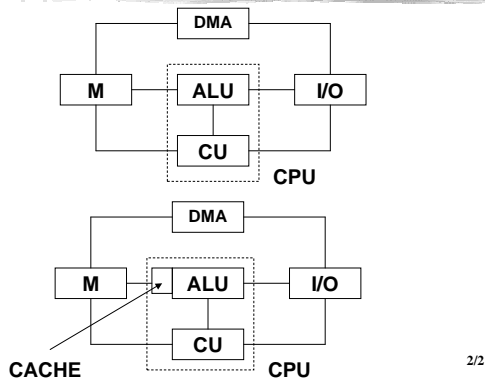 DMA
M ALU I/O
CU
CPU
DMA
M ALU I/O
CU
CACHE CPU
2/2